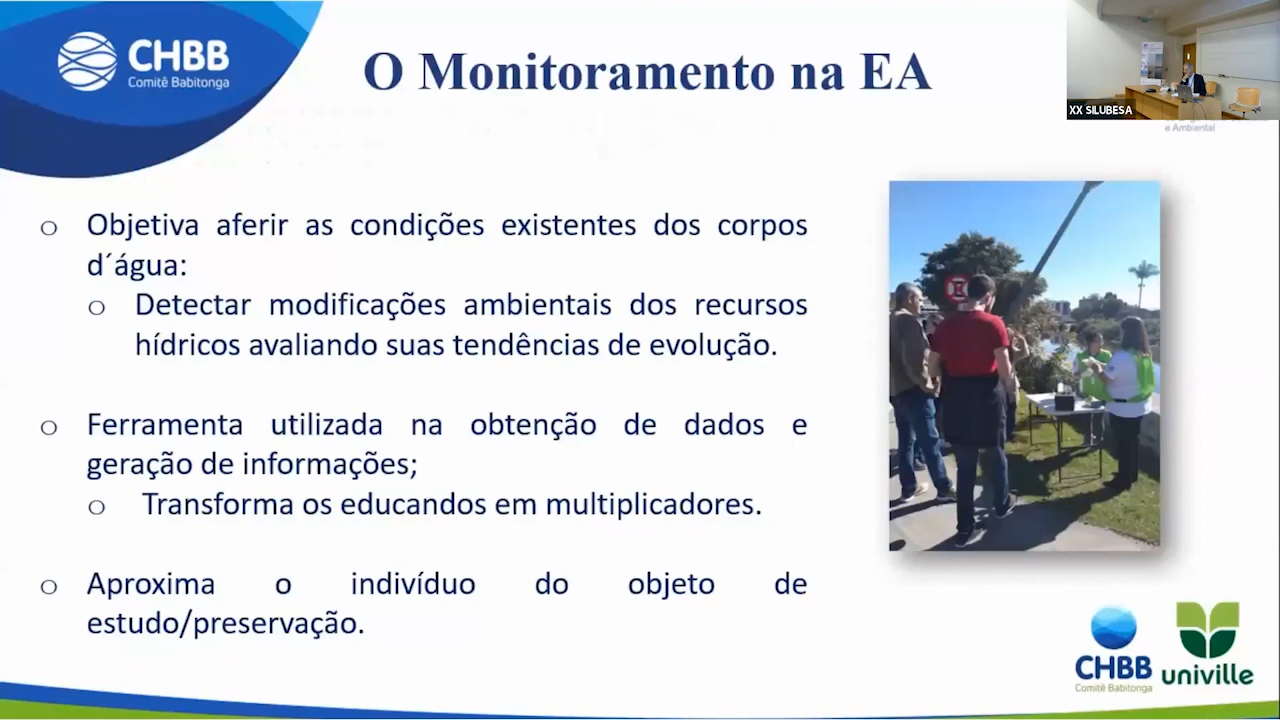 CHBB
Comitê Babitonga
O Monitoramento na EA
XX SILUBESA
e Ambiental
o Objetiva aferir as condições existentes dos corpos
d´água:
o Detectar modificações ambientais dos recursos
hídricos avaliando suas tendências de evolução.
o Ferramenta utilizada na obtenção de dados e
geração de informações;
o Transforma os educandos em multiplicadores.
o Aproxima o indivíduo do objeto de
estudo/preservação.
CHBB
Comitê Babitonga
univille